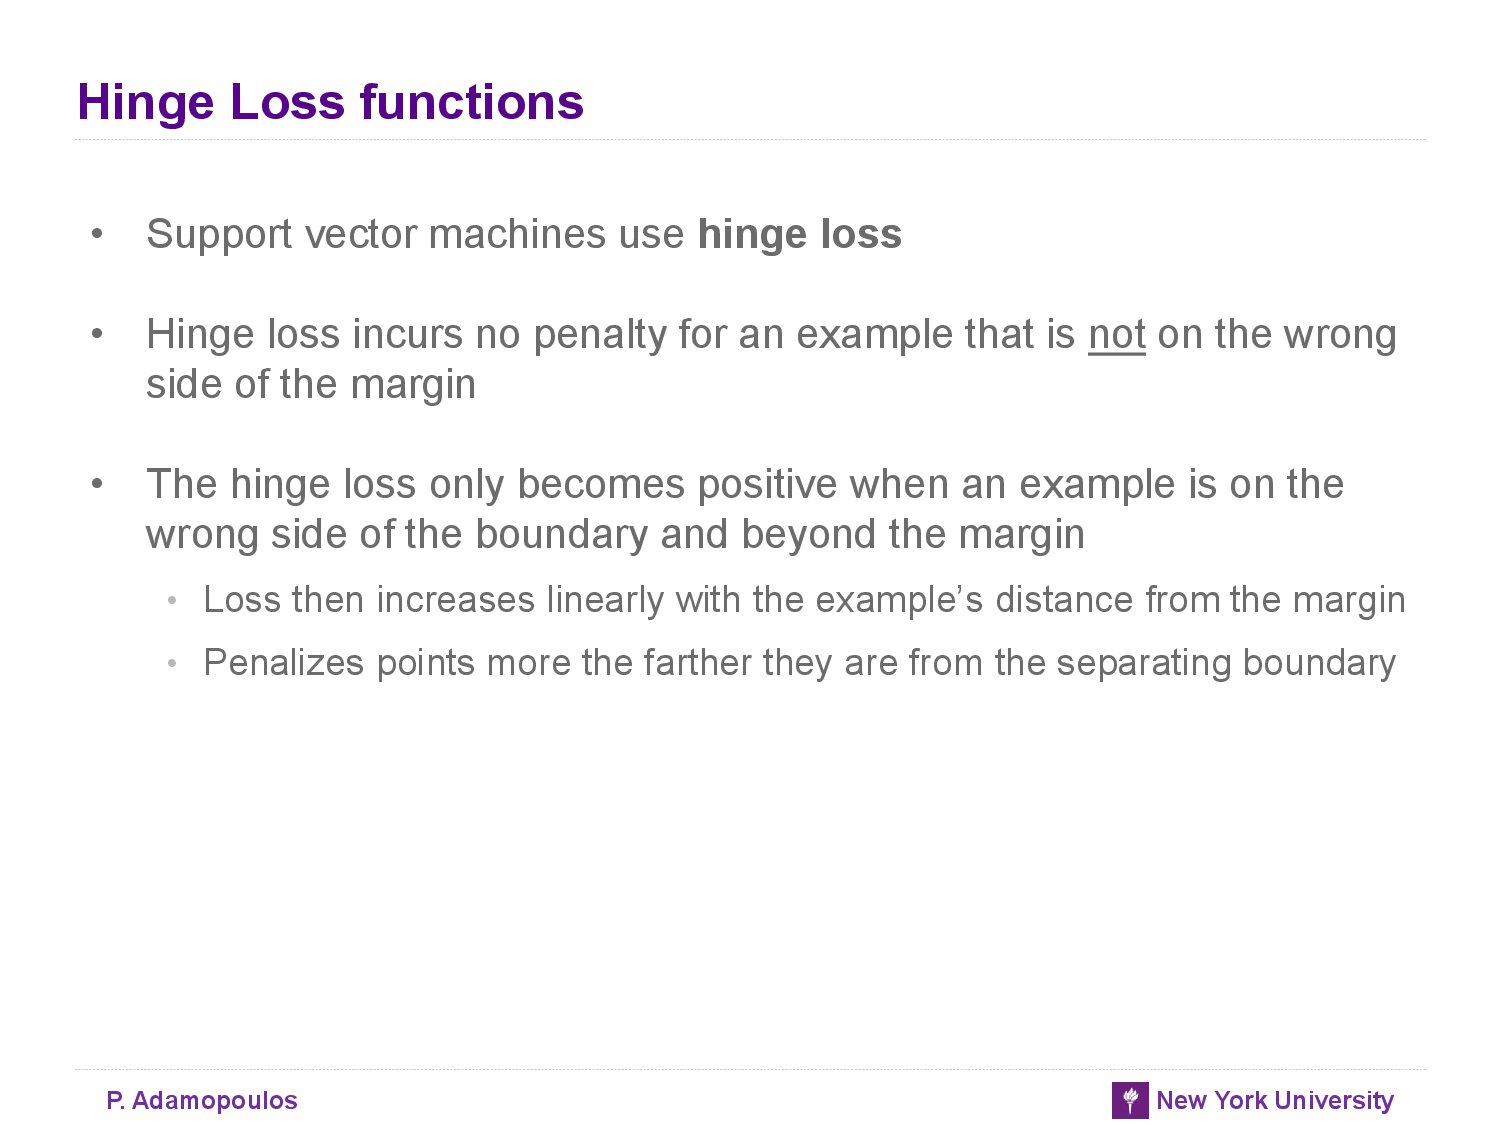 Hinge Loss functions
• Support vector machines use hinge loss
• Hinge loss incurs no penalty for an example that is not on the wrong
side of the margin
• The hinge loss only becomes positive when an example is on the
wrong side of the boundary and beyond the margin
• Loss then increases linearly with the example’s distance from the margin
• Penalizes points more the farther they are from the separating boundary
P. Adamopoulos
New York University